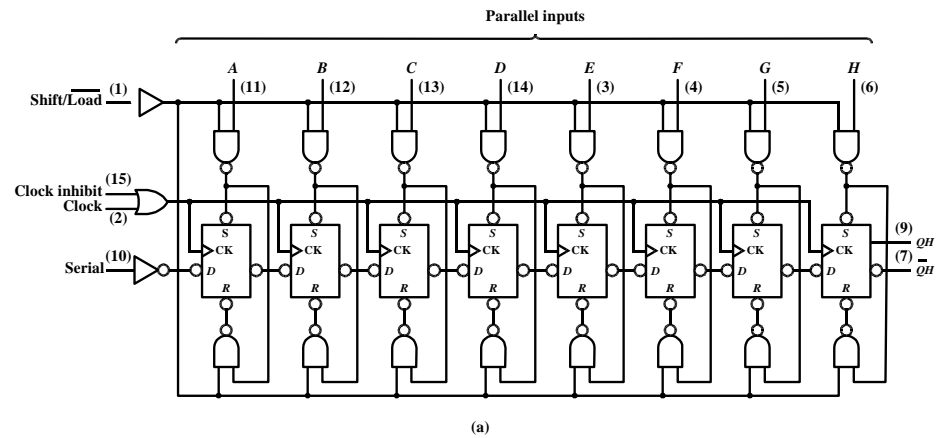 Parallel inputs
A B C D E F G H
Shift/Load (1) (11) (12) (13) (14) (3) (4) (5) (6)
Clock inhibit (15)
Clock (2)
S S S S S S S S
(9) QH
CK CK CK CK CK CK CK CK
Serial (10) D D D D D D D D (7) Q̅H
R R R R R R R R
(a)